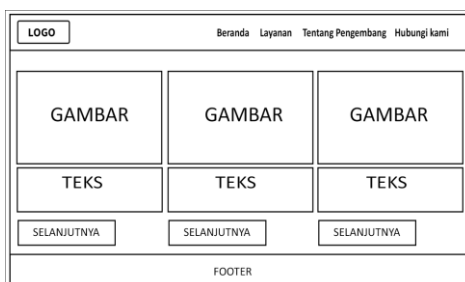 LOGO
Beranda Layanan Tentang Pengembang Hubungi kami
GAMBAR GAMBAR GAMBAR
TEKS TEKS TEKS
SELANJUTNYA SELANJUTNYA SELANJUTNYA
FOOTER